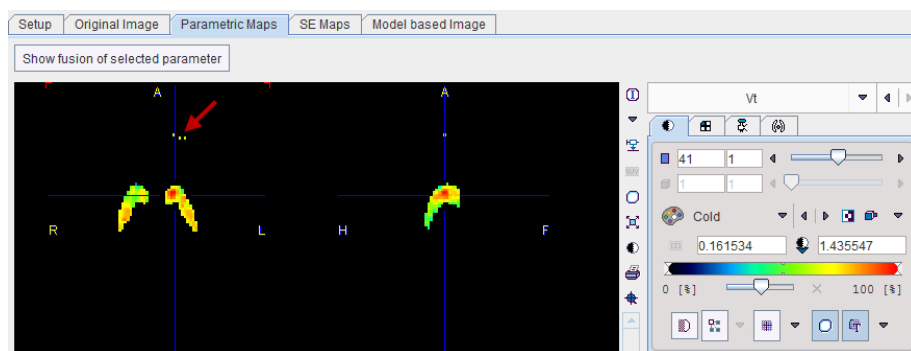 Setup Original Image Parametric Maps SE Maps Model based Image
Show fusion of selected parameter
A A
R L H F
Vt
41 1
1 1
Cold
0.161534 1.435547
0 [%] 100 [%]